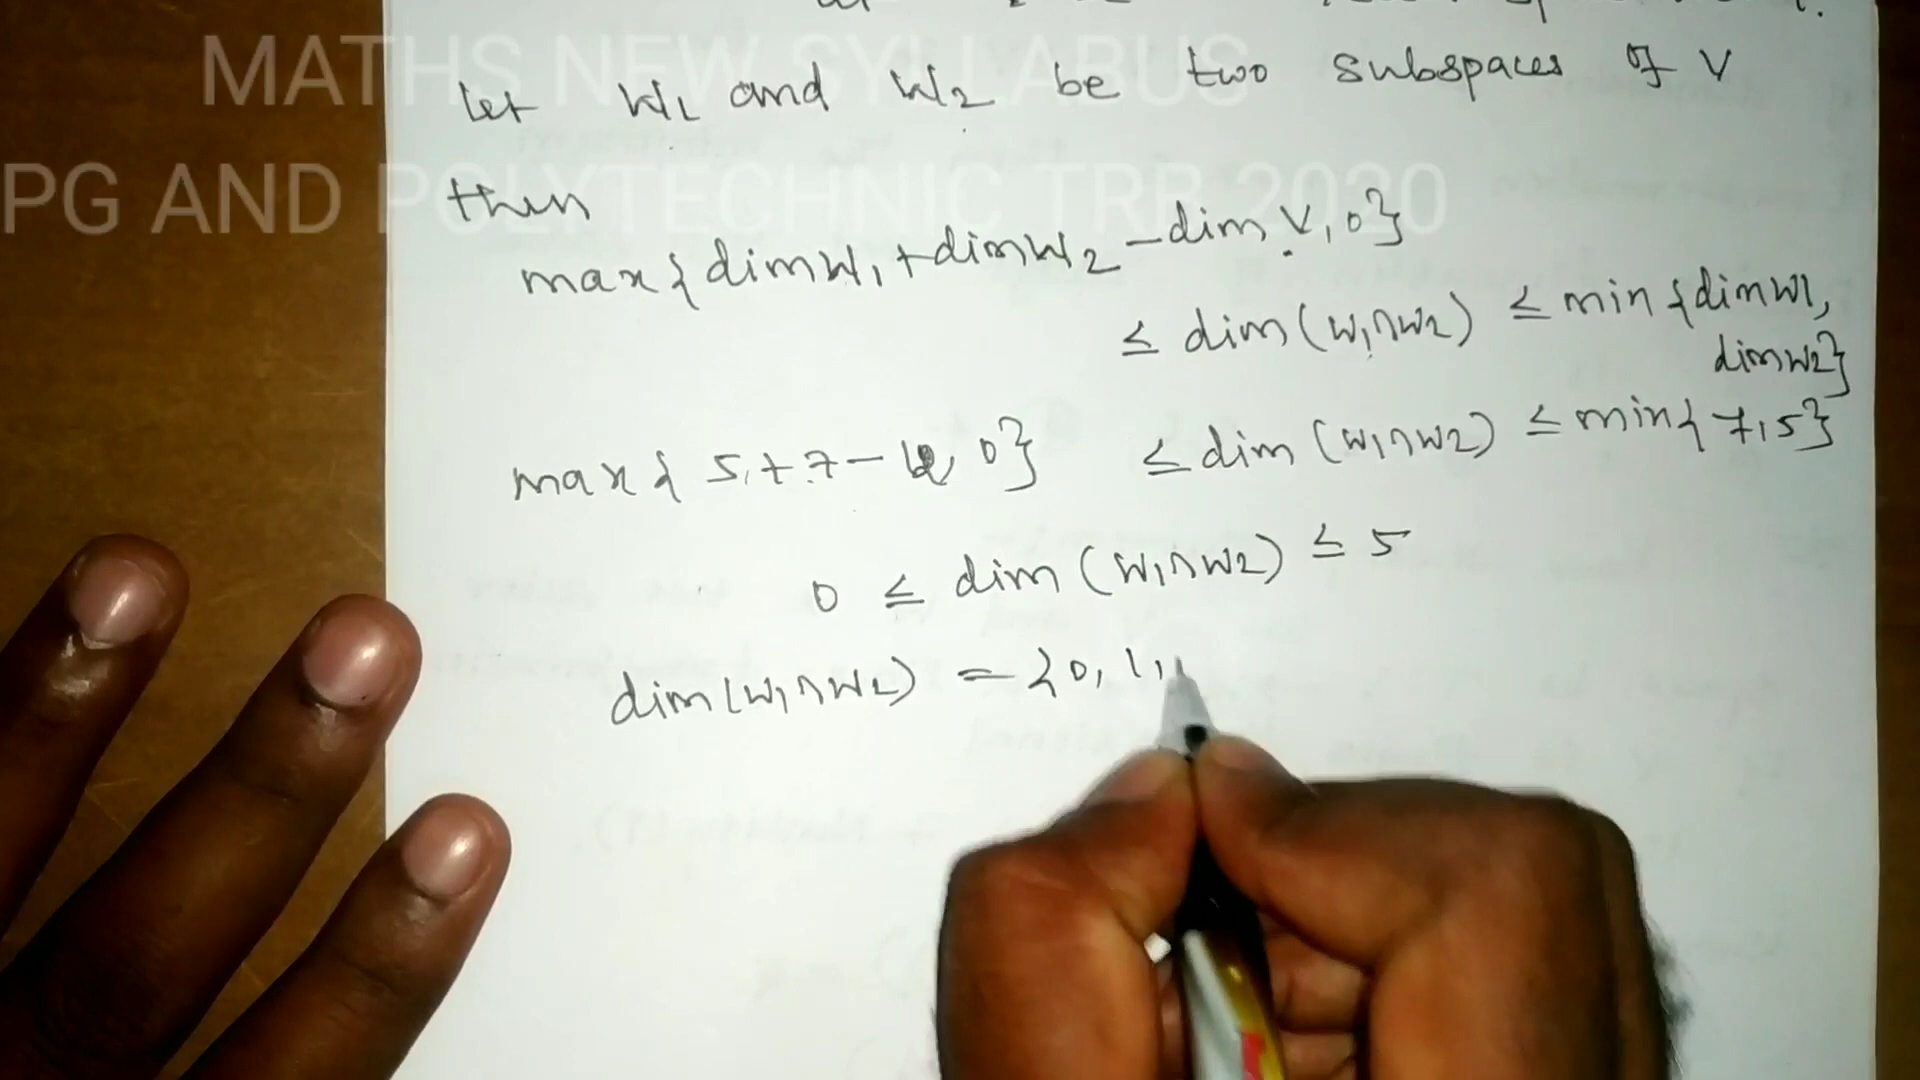 MATHS NEW SYLLABUS
PG AND POLYTECHNIC TRB 2020
let W1 and W2 be two subspaces of V
then
max{dimW1+dimW2-dim V, 0}
≤ dim(W1∩W2) ≤ min{dimW1,
dimW2}
max{5+7- , 0} ≤ dim(W1∩W2) ≤ min{7,5}
0 ≤ dim (W1∩W2) ≤ 5
dim(W1∩W2) = {0, 1,